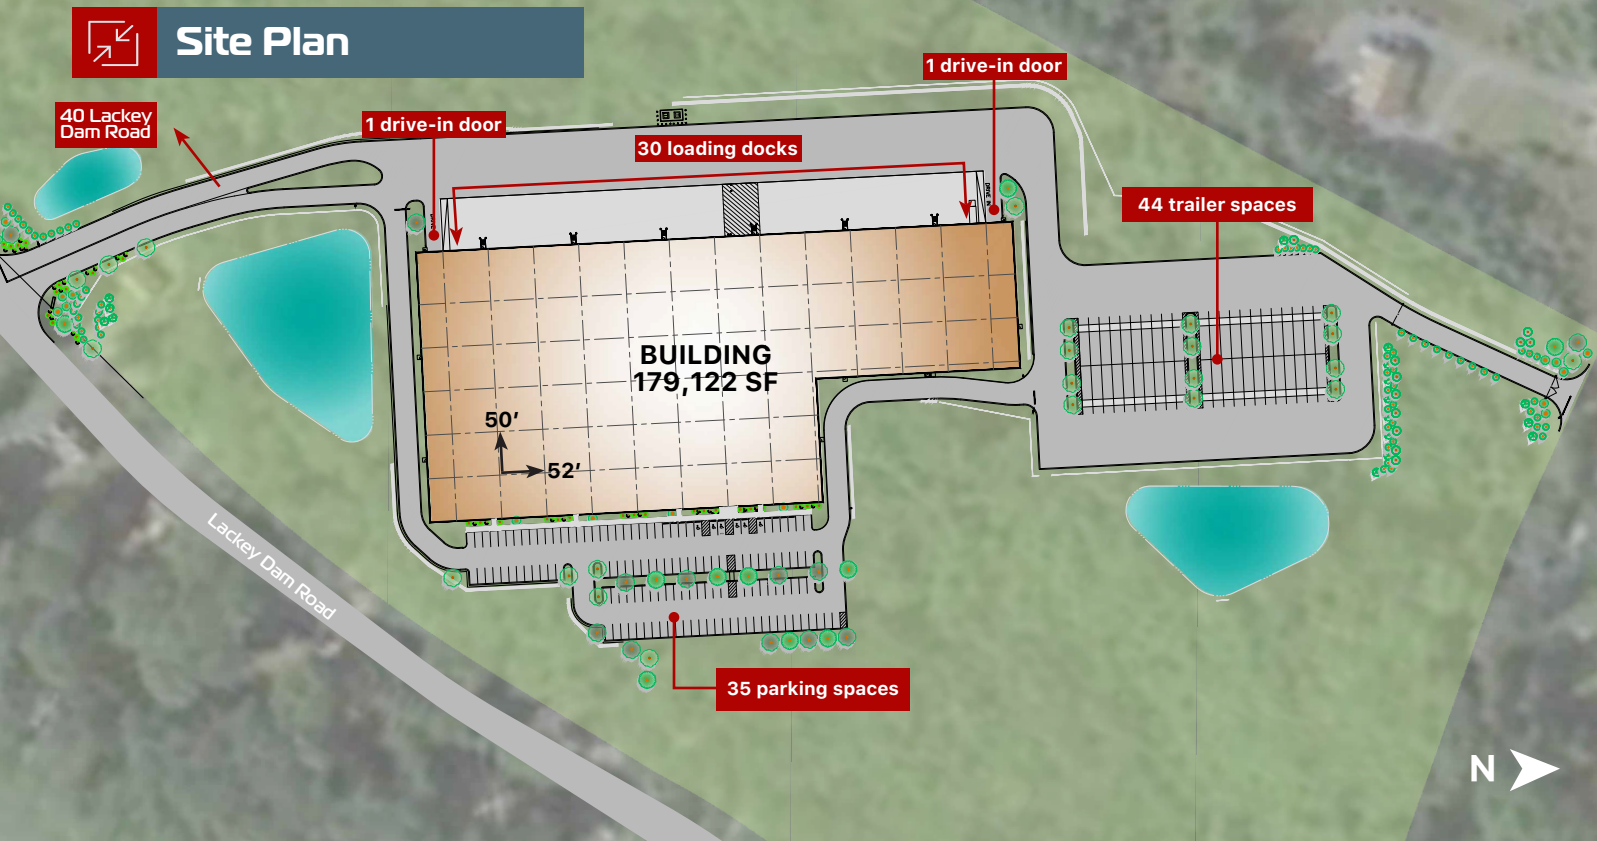 Site Plan
1 drive-in door
40 Lackey
Dam Road
1 drive-in door
30 loading docks
44 trailer spaces
BUILDING
179,122 SF
50'
52'
Lackey Dam Road
35 parking spaces
N